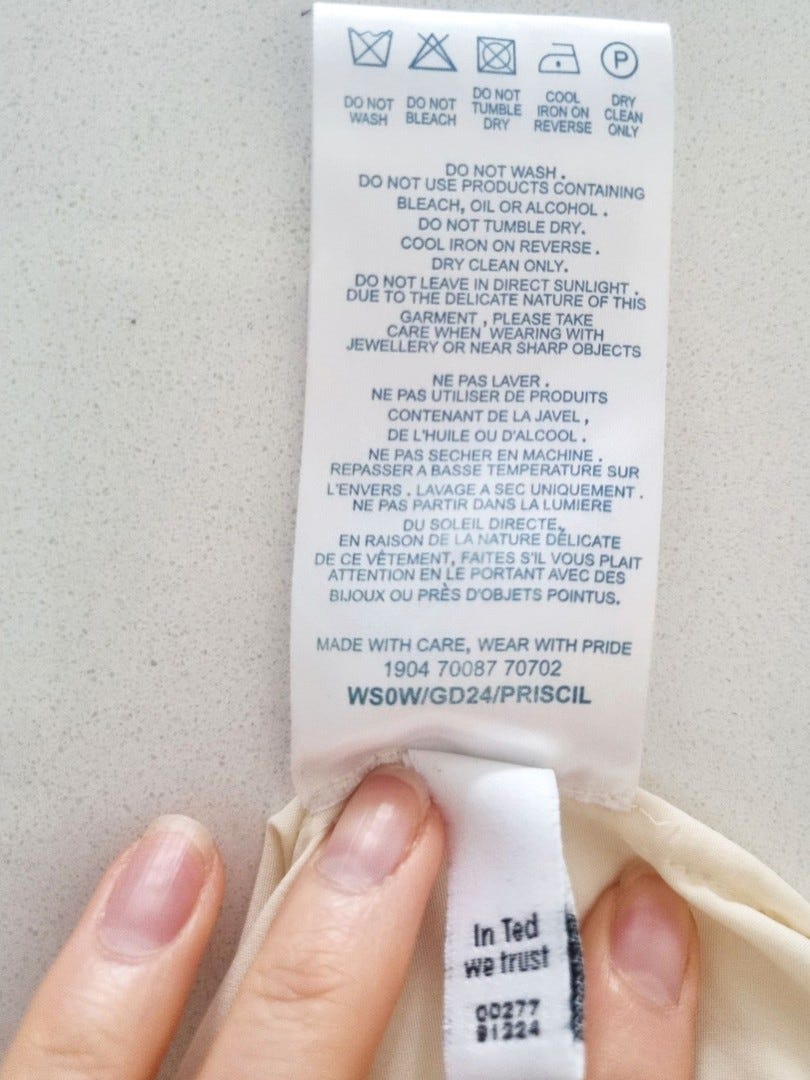 P
DO NOT WASH
DO NOT BLEACH
DO NOT TUMBLE DRY
COOL IRON ON REVERSE
DRY CLEAN ONLY
DO NOT WASH .
DO NOT USE PRODUCTS CONTAINING
BLEACH, OIL OR ALCOHOL .
DO NOT TUMBLE DRY.
COOL IRON ON REVERSE .
DRY CLEAN ONLY.
DO NOT LEAVE IN DIRECT SUNLIGHT .
DUE TO THE DELICATE NATURE OF THIS
GARMENT , PLEASE TAKE
CARE WHEN WEARING WITH
JEWELLERY OR NEAR SHARP OBJECTS
NE PAS LAVER .
NE PAS UTILISER DE PRODUITS
CONTENANT DE LA JAVEL ,
DE L'HUILE OU D'ALCOOL .
NE PAS SECHER EN MACHINE .
REPASSER A BASSE TEMPERATURE SUR
L'ENVERS . LAVAGE A SEC UNIQUEMENT .
NE PAS PARTIR DANS LA LUMIERE
DU SOLEIL DIRECTE,
EN RAISON DE LA NATURE DÉLICATE
DE CE VÊTEMENT, FAITES S'IL VOUS PLAIT
ATTENTION EN LE PORTANT AVEC DES
BIJOUX OU PRÈS D'OBJETS POINTUS.
MADE WITH CARE, WEAR WITH PRIDE
1904 70087 70702
WS0W/GD24/PRISCIL
In Ted
we trust
00277
91224